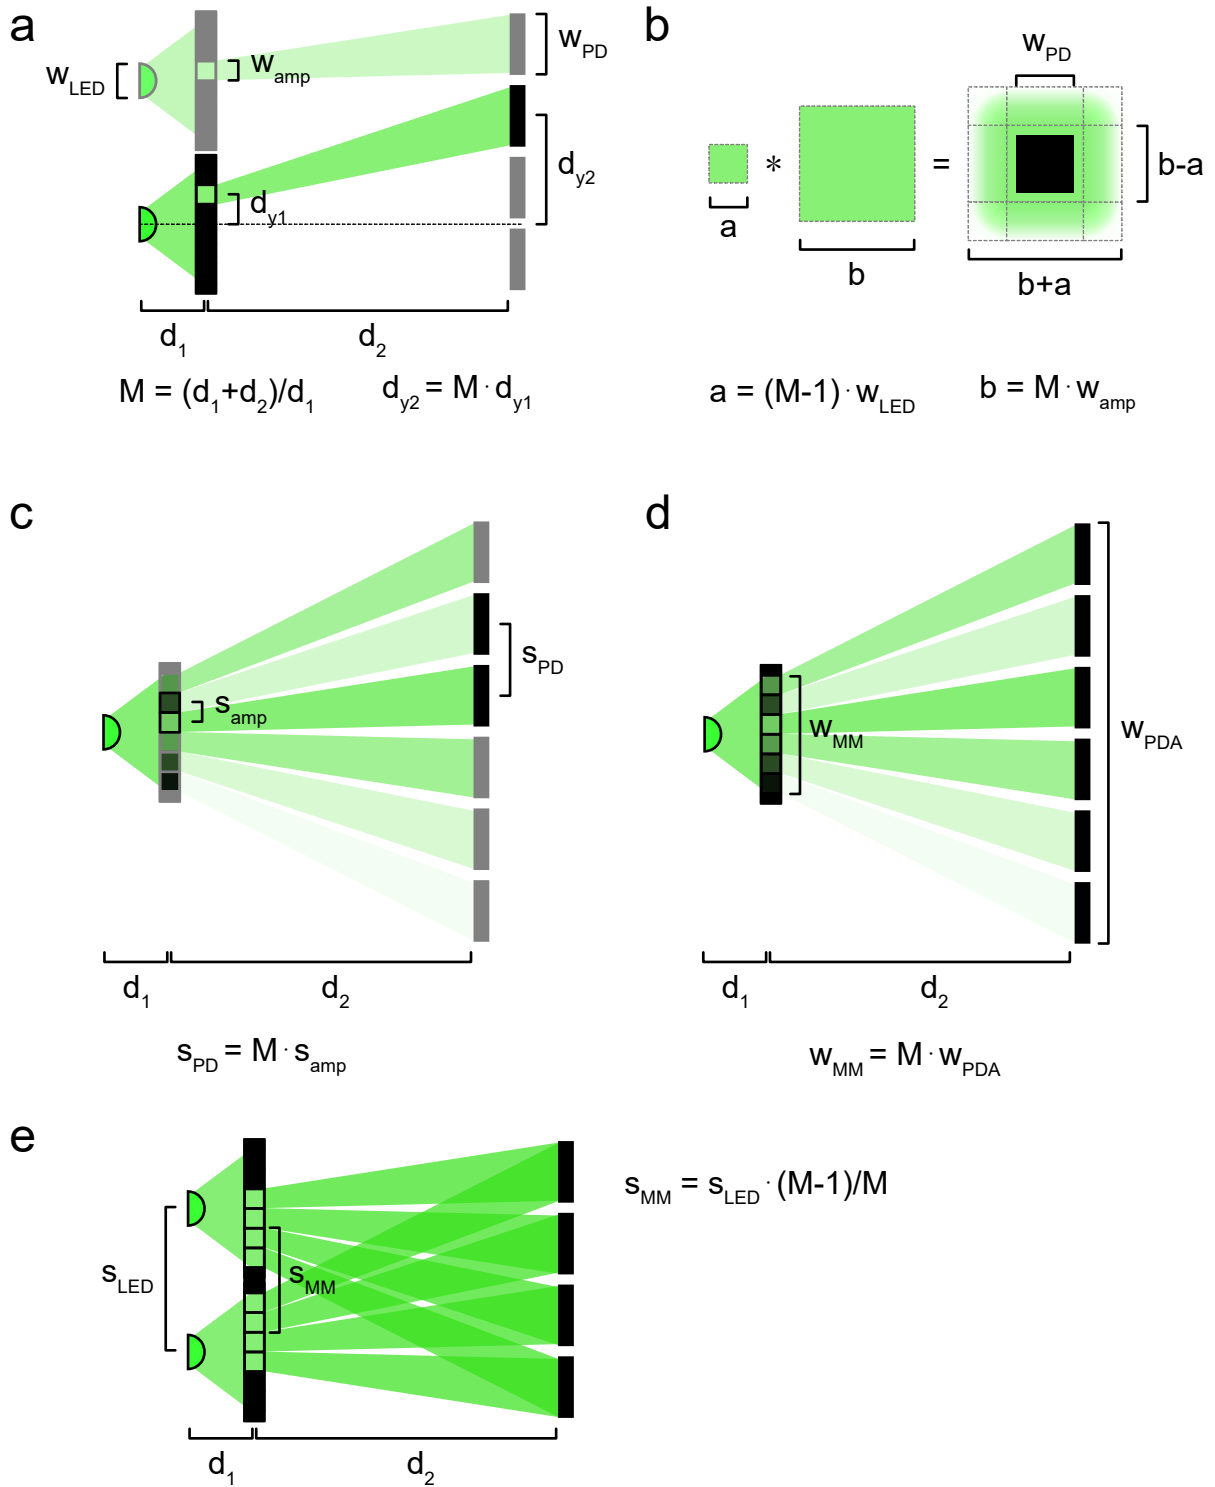 a
w_LED
w_amp
w_PD
d_y1
d_y2
d_1
d_2
M = (d_1+d_2)/d_1
d_y2 = M · d_y1
b
w_PD
*
=
a
b
b-a
b+a
a = (M-1) · w_LED
b = M · w_amp
c
s_amp
s_PD
d_1
d_2
s_PD = M · s_amp
d
w_MM
w_PDA
d_1
d_2
w_MM = M · w_PDA
e
s_LED
s_MM
d_1
d_2
s_MM = s_LED · (M-1)/M